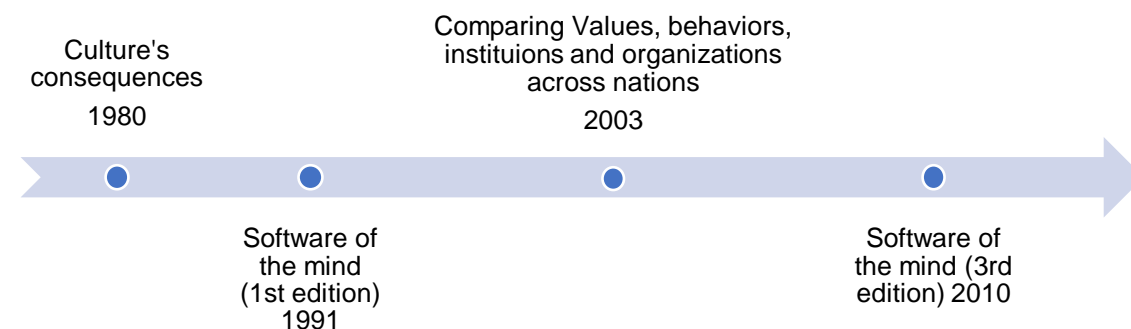 Culture's
consequences
1980
Software of
the mind
(1st edition)
1991
Comparing Values, behaviors,
instituions and organizations
across nations
2003
Software of
the mind (3rd
edition) 2010